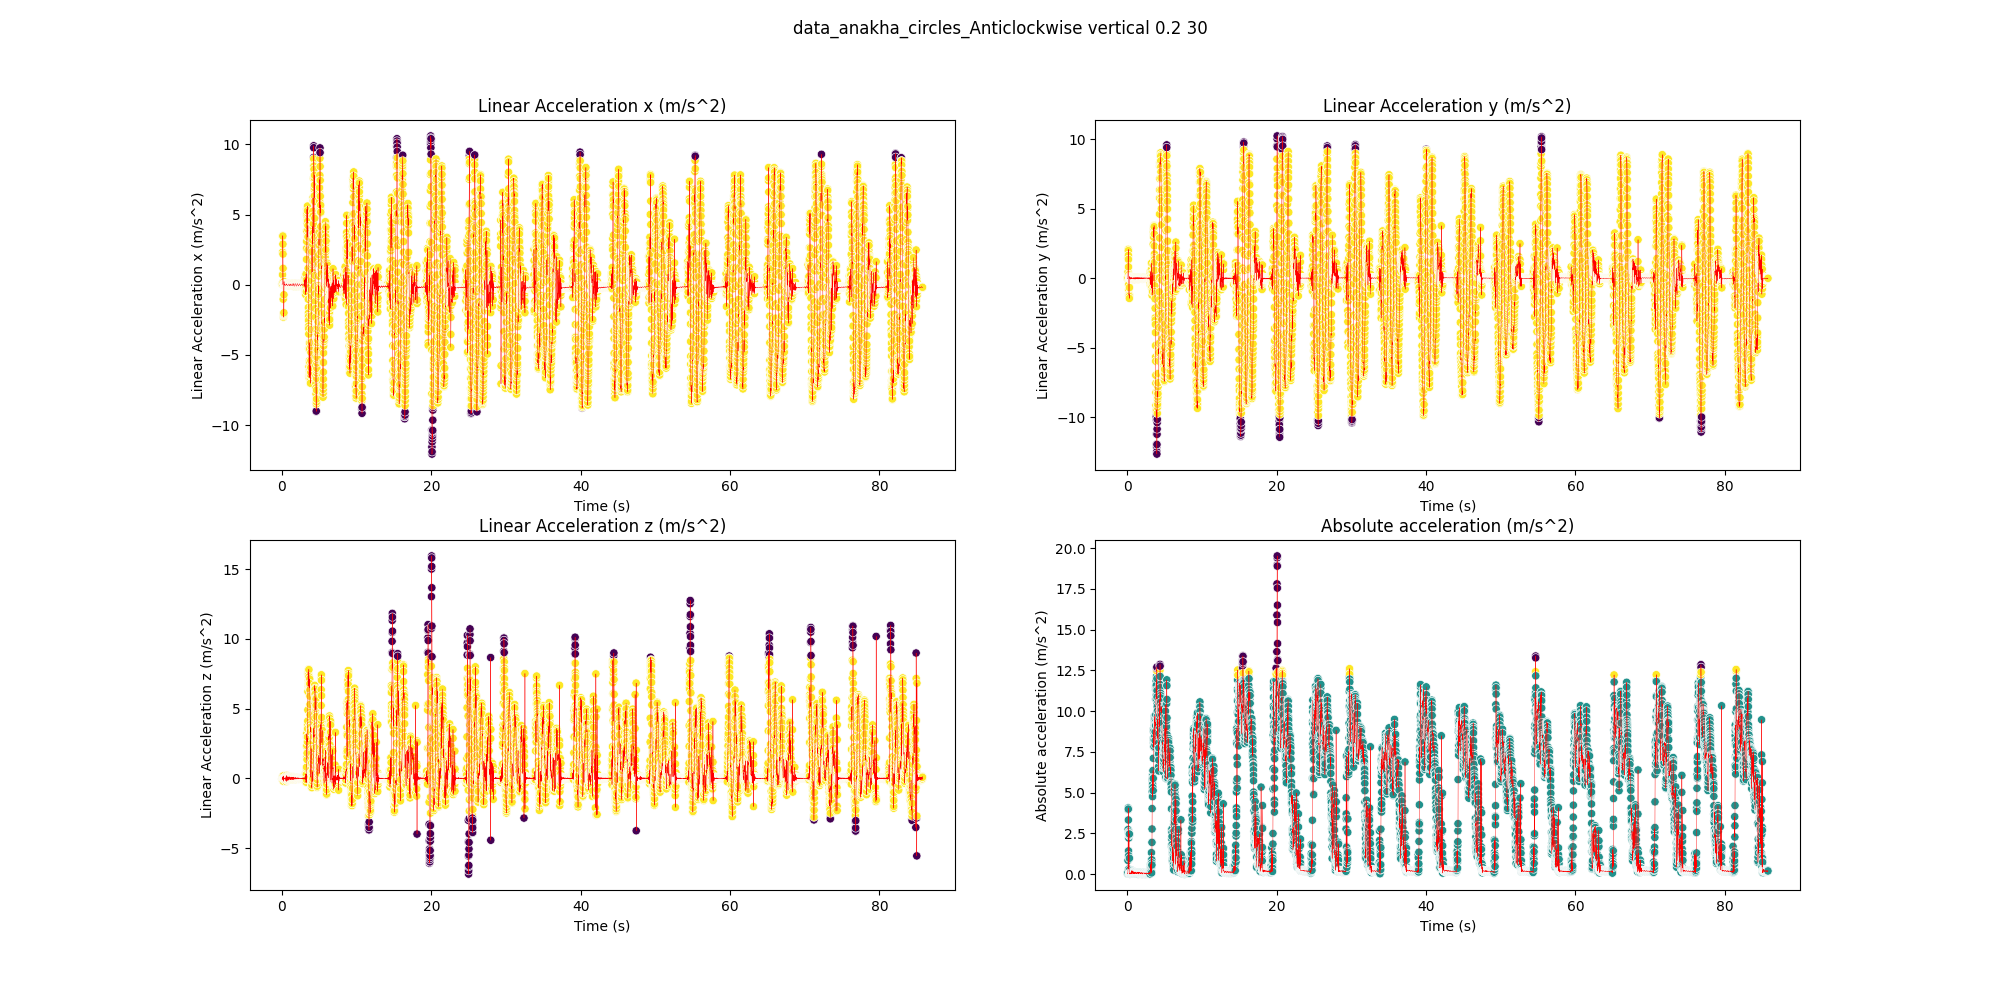 data_anakha_circles_Anticlockwise vertical 0.2 30
Linear Acceleration x (m/s^2)
Linear Acceleration x (m/s^2)
10
5
0
−5
−10
0 20 40 60 80
Time (s)
Linear Acceleration y (m/s^2)
Linear Acceleration y (m/s^2)
10
5
0
−5
−10
0 20 40 60 80
Time (s)
Linear Acceleration z (m/s^2)
Linear Acceleration z (m/s^2)
15
10
5
0
−5
0 20 40 60 80
Time (s)
Absolute acceleration (m/s^2)
Absolute acceleration (m/s^2)
20.0
17.5
15.0
12.5
10.0
7.5
5.0
2.5
0.0
0 20 40 60 80
Time (s)